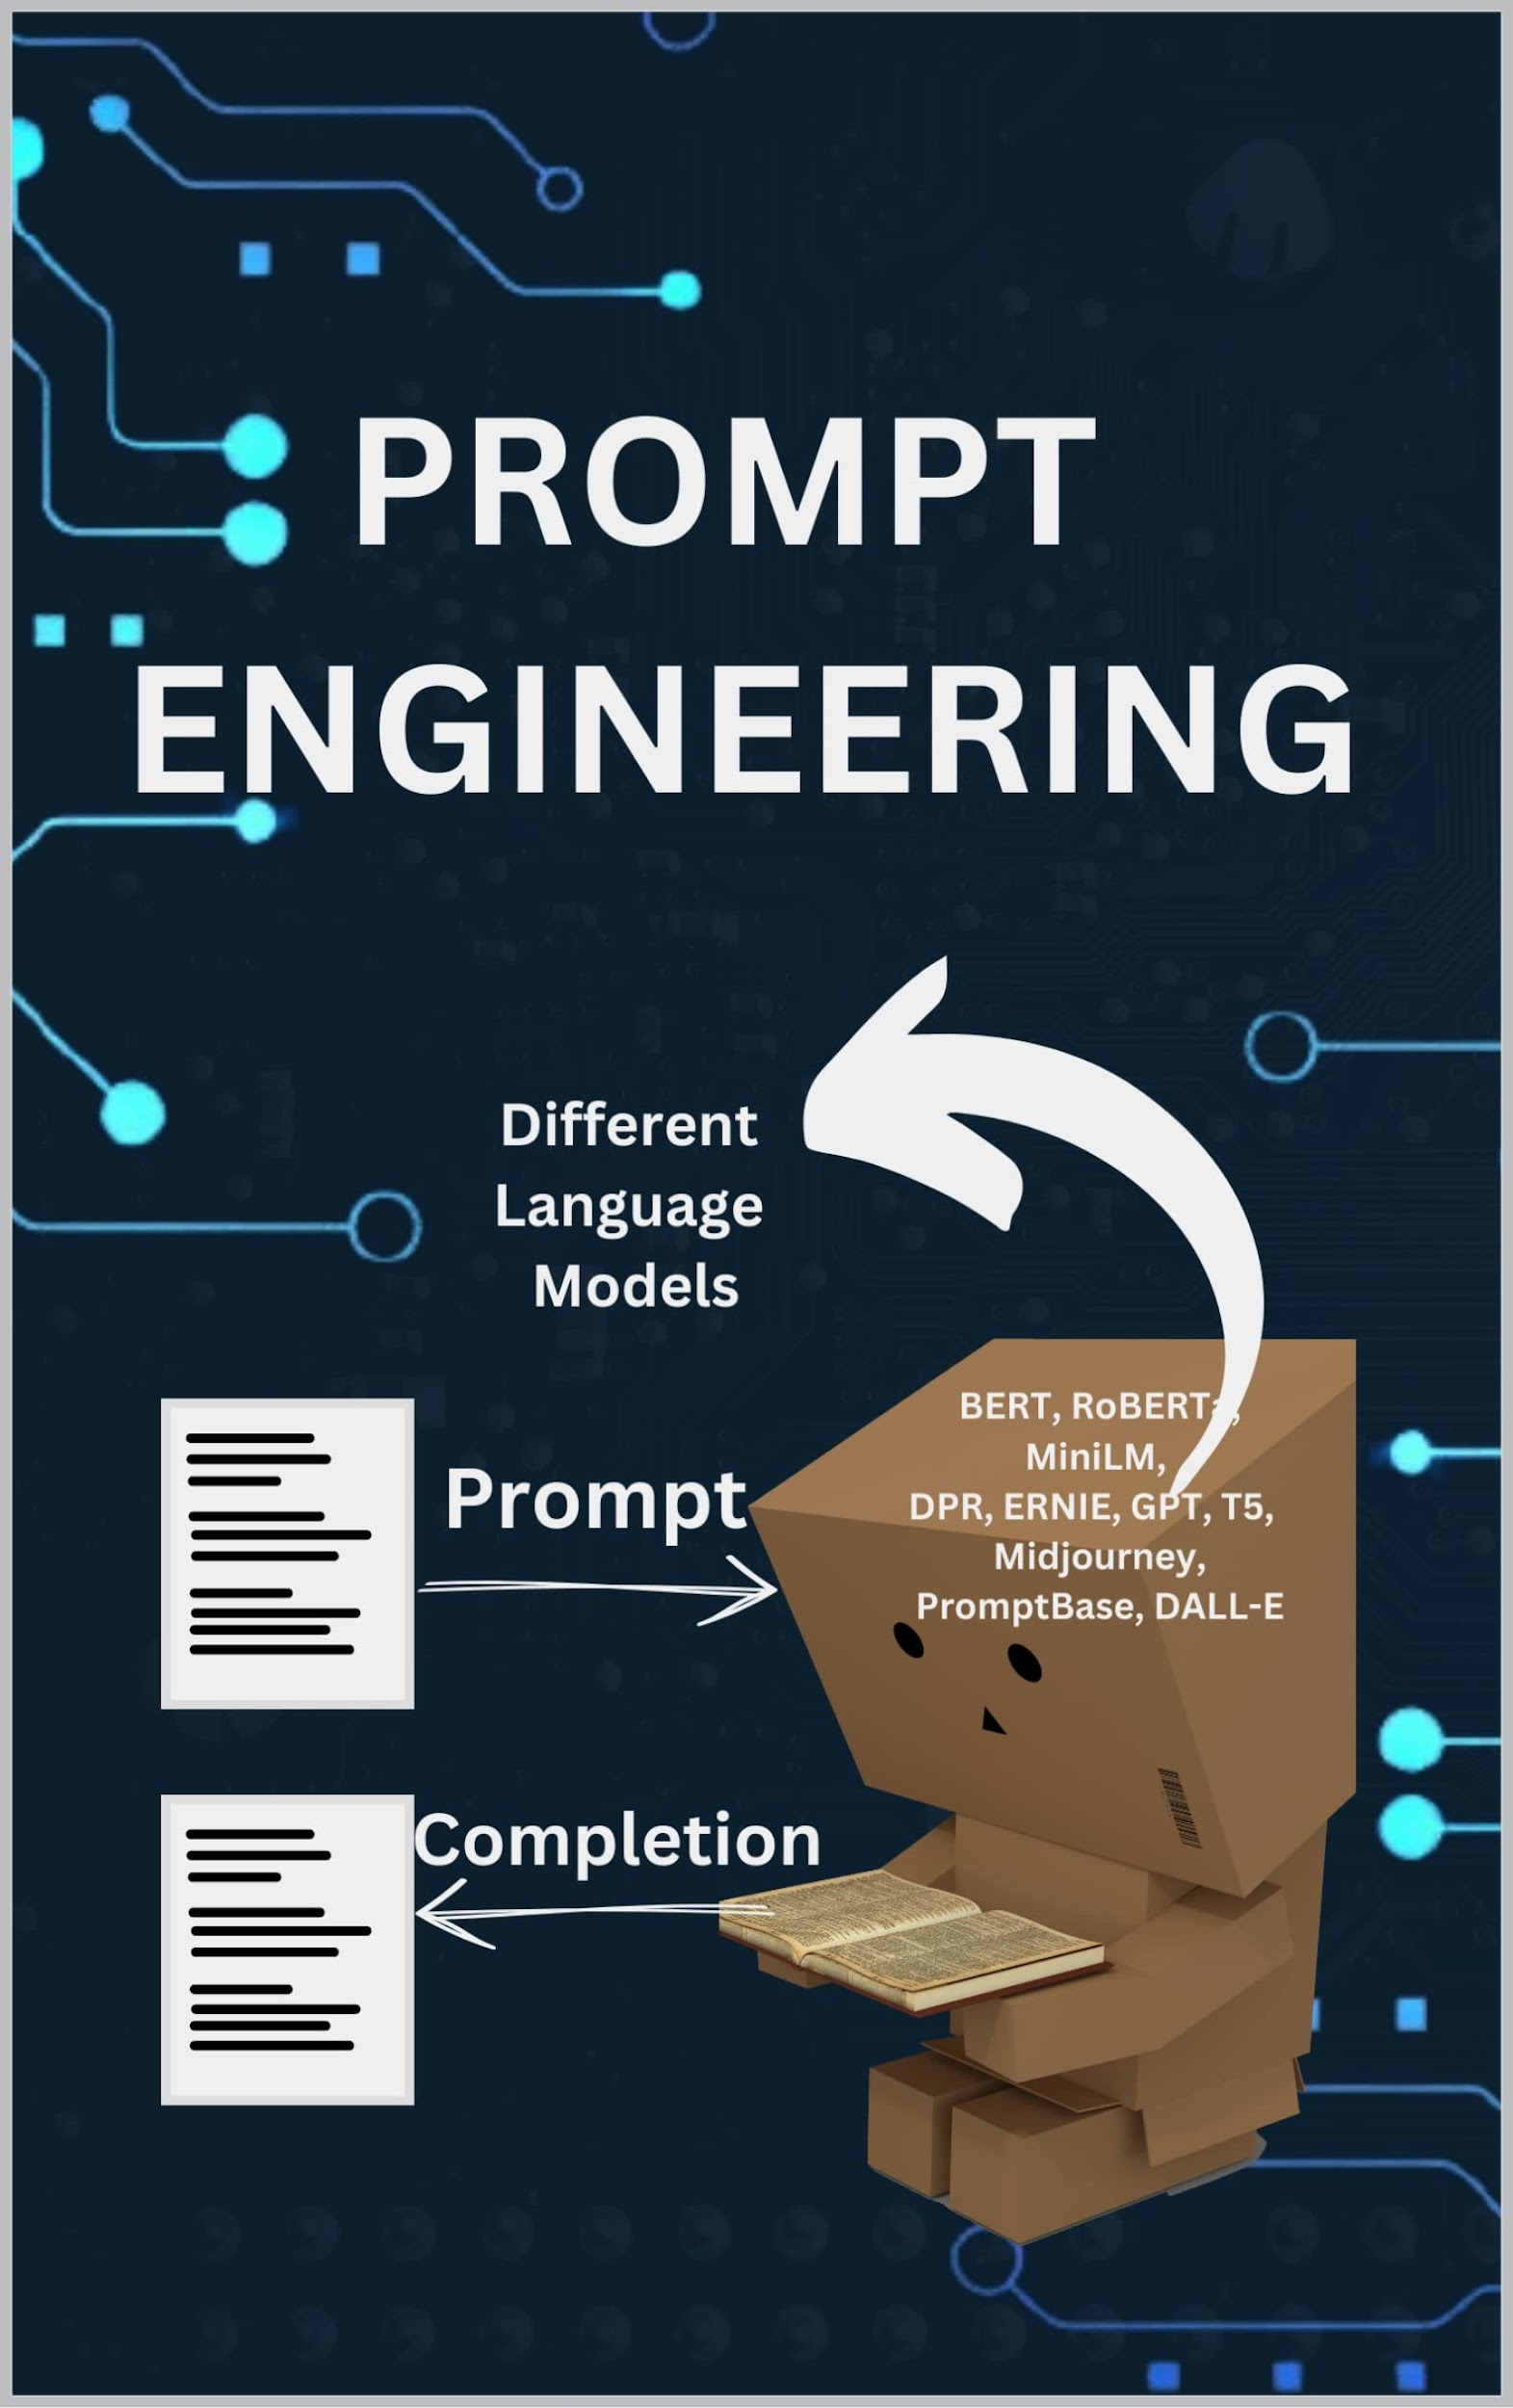 PROMPT
ENGINEERING
Different
Language
Models
BERT, RoBERTa,
MiniLM,
DPR, ERNIE, GPT, T5,
Midjourney,
PromptBase, DALL-E
Prompt
Completion